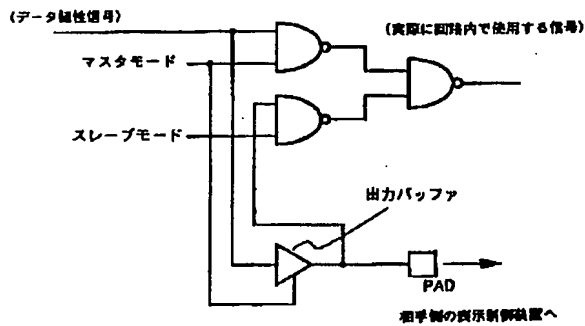 (データ極性信号)
(実際に回路内で使用する信号)
マスタモード
スレーブモード
出力バッファ
PAD
相手側の表示制御装置へ